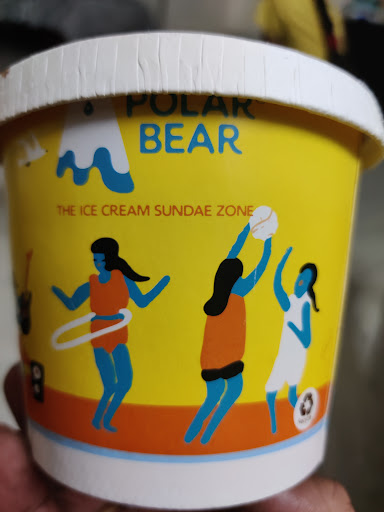 POLAR
BEAR
THE ICE CREAM SUNDAE ZONE